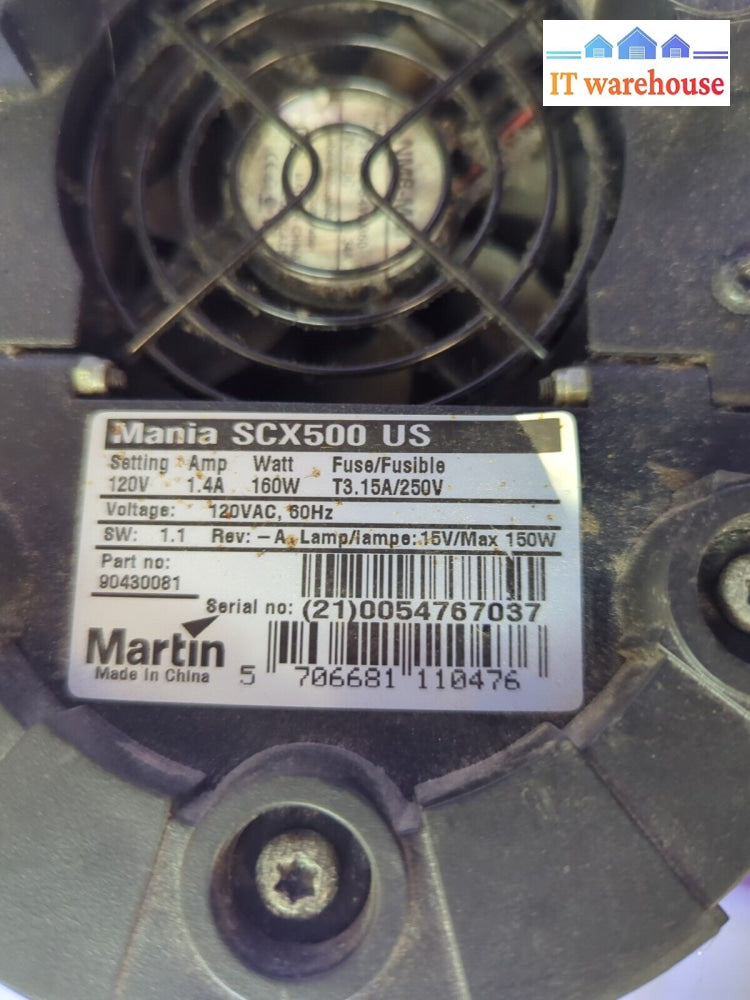 IT warehouse
Mania SCX500 US
Setting Amp Watt Fuse/Fusible
120V 1.4A 160W T3.15A/250V
Voltage: 120VAC, 60Hz
SW: 1.1 Rev: -A Lamp/lampe: 15V/Max 150W
Part no:
90430081
Serial no: (21)0054767037
Martin
Made in China
5 706681 110476